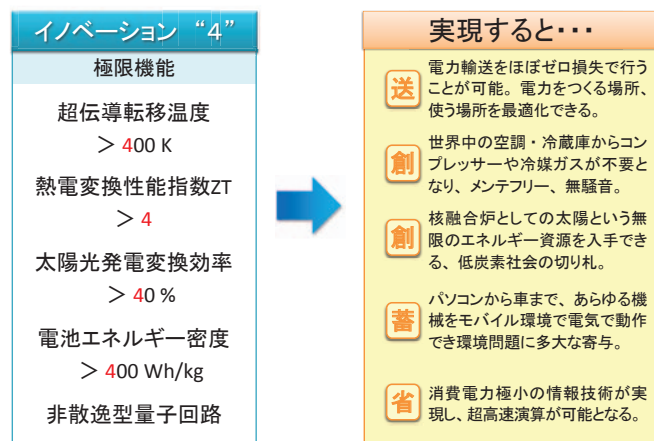 イノベーション “4”
極限機能
超伝導転移温度
＞400 K
熱電変換性能指数ZT
＞4
太陽光発電変換効率
＞40 %
電池エネルギー密度
＞400 Wh/kg
非散逸型量子回路
実現すると・・・
送
電力輸送をほぼゼロ損失で行う
ことが可能。電力をつくる場所、
使う場所を最適化できる。
創
世界中の空調・冷蔵庫からコン
プレッサーや冷媒ガスが不要と
なり、メンテフリー、無騒音。
創
核融合炉としての太陽という無
限のエネルギー資源を入手でき
る、低炭素社会の切り札。
蓄
パソコンから車まで、あらゆる機
械をモバイル環境で電気で動作
でき環境問題に多大な寄与。
省
消費電力極小の情報技術が実
現し、超高速演算が可能となる。